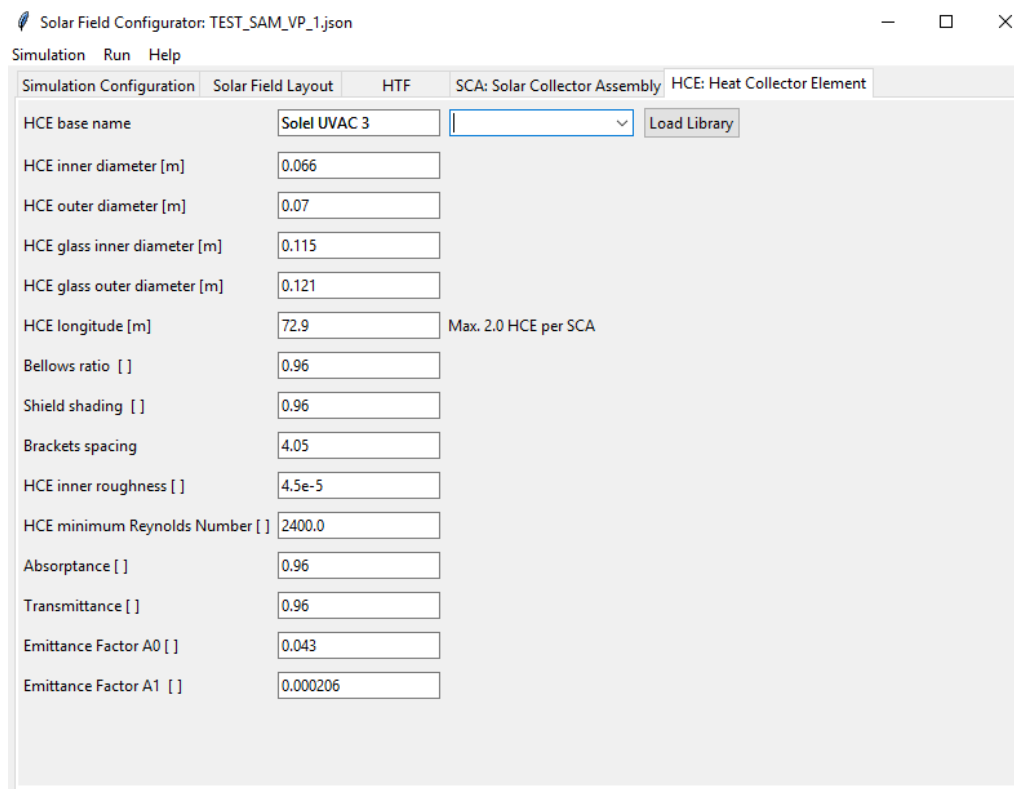 Solar Field Configurator: TEST_SAM_VP_1.json
Simulation Run Help
Simulation Configuration Solar Field Layout HTF SCA: Solar Collector Assembly HCE: Heat Collector Element
HCE base name Solel UVAC 3 Load Library
HCE inner diameter [m] 0.066
HCE outer diameter [m] 0.07
HCE glass inner diameter [m] 0.115
HCE glass outer diameter [m] 0.121
HCE longitude [m] 72.9 Max. 2.0 HCE per SCA
Bellows ratio [ ] 0.96
Shield shading [ ] 0.96
Brackets spacing 4.05
HCE inner roughness [ ] 4.5e-5
HCE minimum Reynolds Number [ ] 2400.0
Absorptance [ ] 0.96
Transmittance [ ] 0.96
Emittance Factor A0 [ ] 0.043
Emittance Factor A1 [ ] 0.000206